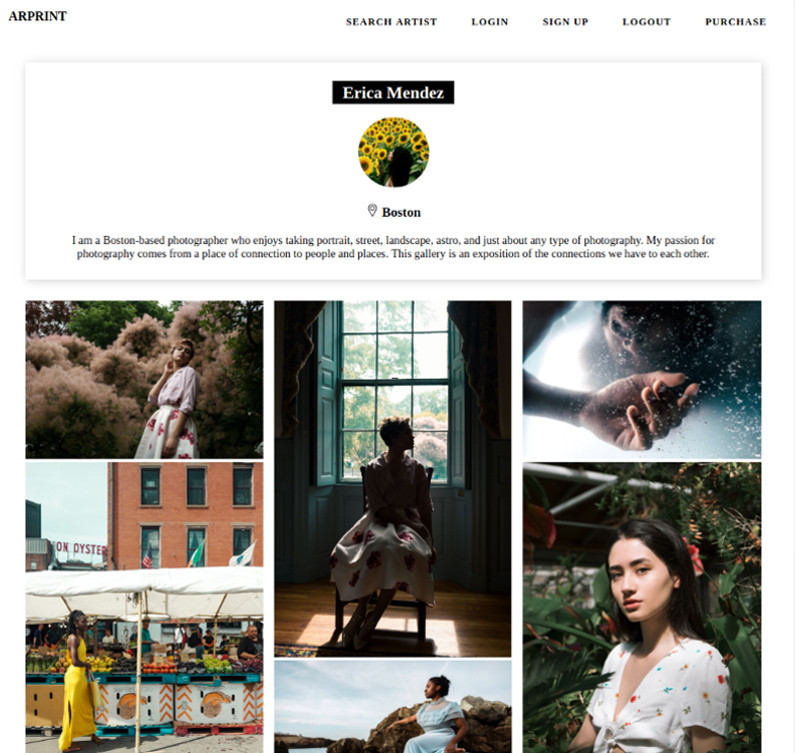 ARPRINT
SEARCH ARTIST LOGIN SIGN UP LOGOUT PURCHASE
Erica Mendez
Boston
I am a Boston-based photographer who enjoys taking portrait, street, landscape, astro, and just about any type of photography. My passion for
photography comes from a place of connection to people and places. This gallery is an exposition of the connections we have to each other.
ON OYSTER